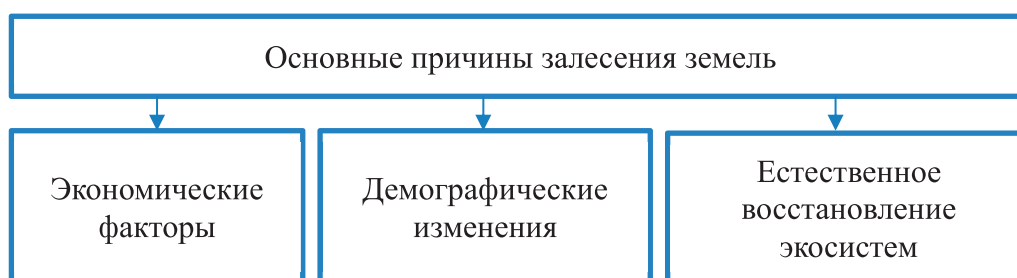 Основные причины залесения земель
Экономические
факторы
Демографические
изменения
Естественное
восстановление
экосистем